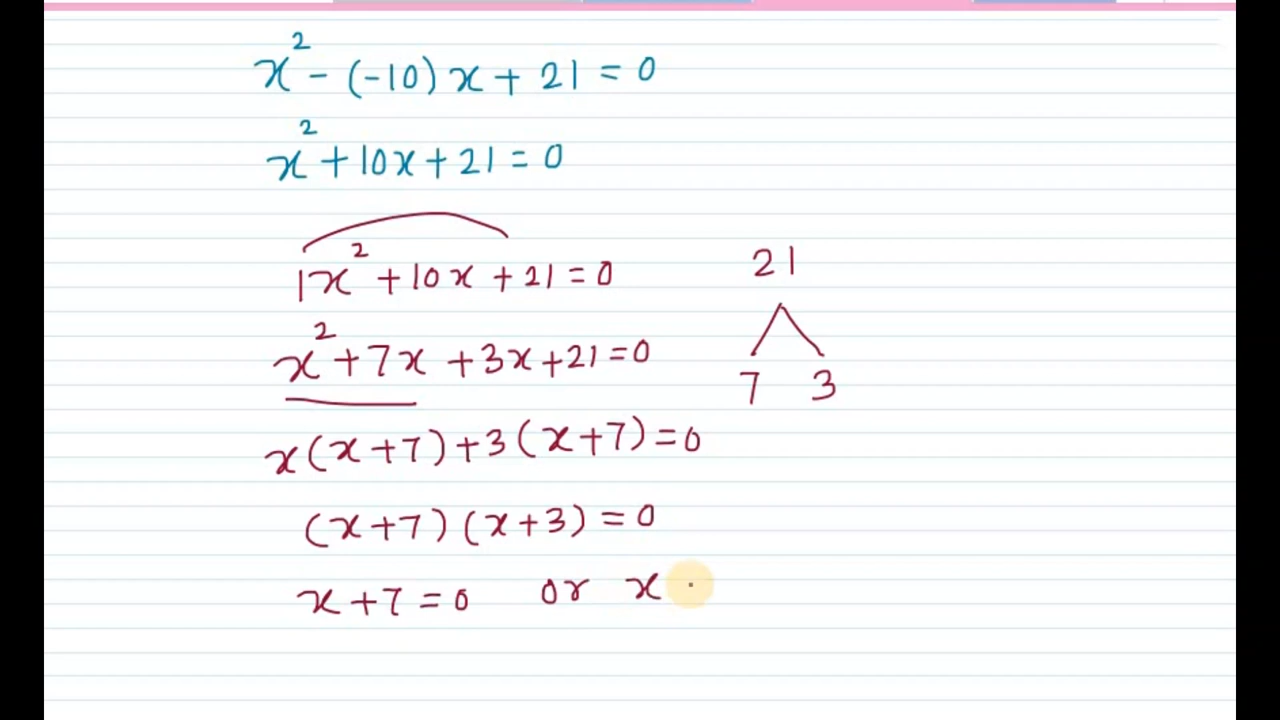 x² - (-10)x + 21 = 0
x² + 10x + 21 = 0
1x² + 10x + 21 = 0
21
x² + 7x + 3x + 21 = 0
7 3
x(x+7) + 3(x+7) = 0
(x+7)(x+3) = 0
x + 7 = 0 or x